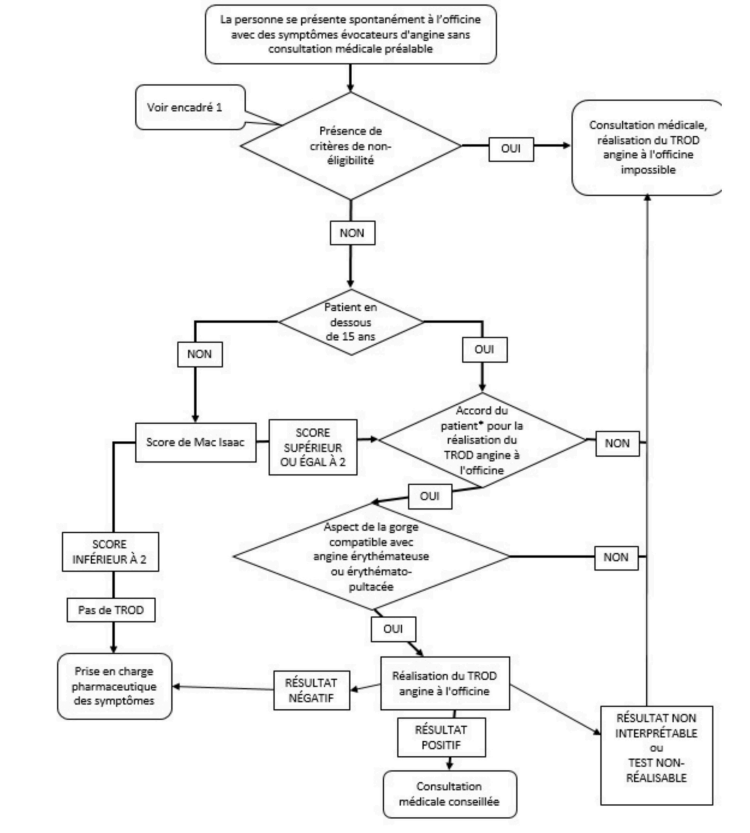 La personne se présente spontanément à l'officine
avec des symptômes évocateurs d'angine sans
consultation médicale préalable
Voir encadré 1
Présence de
critères de non-
éligibilité
OUI
Consultation médicale,
réalisation du TROD
angine à l'officine
impossible
NON
Patient en
dessous
de 15 ans
NON
OUI
Score de Mac Isaac
SCORE
SUPÉRIEUR
OU ÉGAL À 2
Accord du
patient* pour la
réalisation du
TROD angine à
l'officine
NON
OUI
SCORE
INFÉRIEUR À 2
Aspect de la gorge
compatible avec
angine érythémateuse
ou érythémato-
pultacée
NON
Pas de TROD
OUI
Prise en charge
pharmaceutique
des symptômes
RÉSULTAT
NÉGATIF
Réalisation du TROD
angine à l'officine
RÉSULTAT
POSITIF
RÉSULTAT NON
INTERPRÉTABLE
ou
TEST NON-
RÉALISABLE
Consultation
médicale conseillée